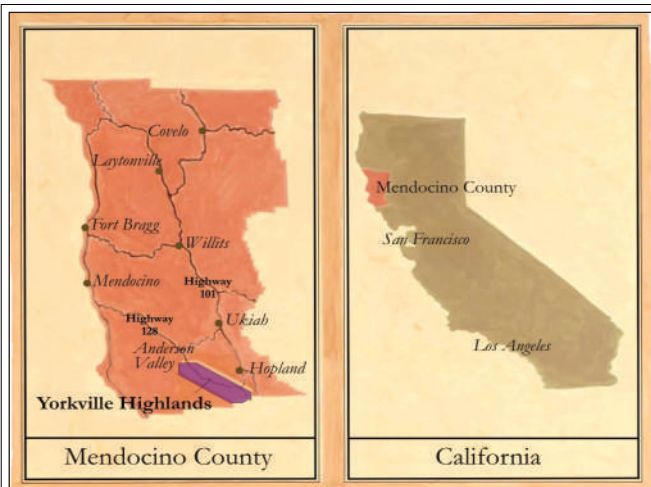 Covelo
Laytonville
Fort Bragg
Willits
Mendocino
Highway
101
Highway
128
Ukiah
Anderson
Valley
Hopland
Yorkville Highlands
Mendocino County
Mendocino County
San Francisco
Los Angeles
California